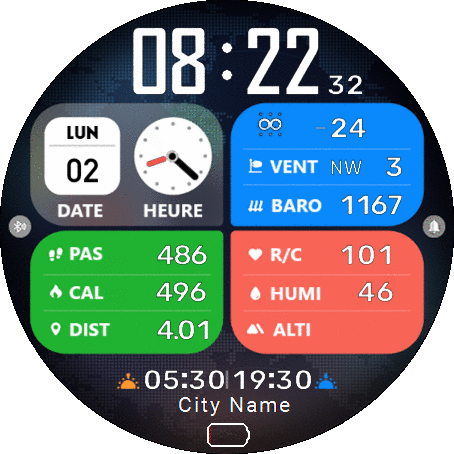 08:22 32
LUN
02
DATE HEURE
-24
VENT NW 3
BARO 1167
PAS 486
CAL 496
DIST 4.01
R/C 101
HUMI 46
ALTI
05:30|19:30
City Name